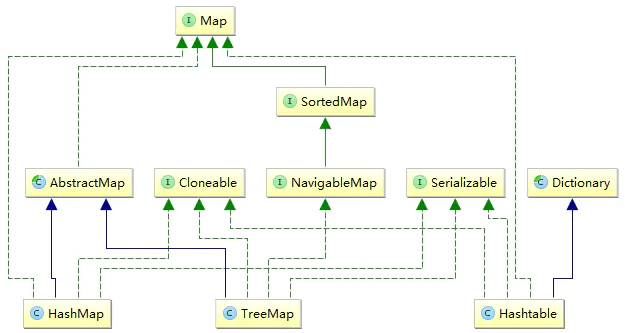 I Map
I SortedMap
C AbstractMap
I Cloneable
I NavigableMap
I Serializable
C Dictionary
C HashMap
C TreeMap
C Hashtable